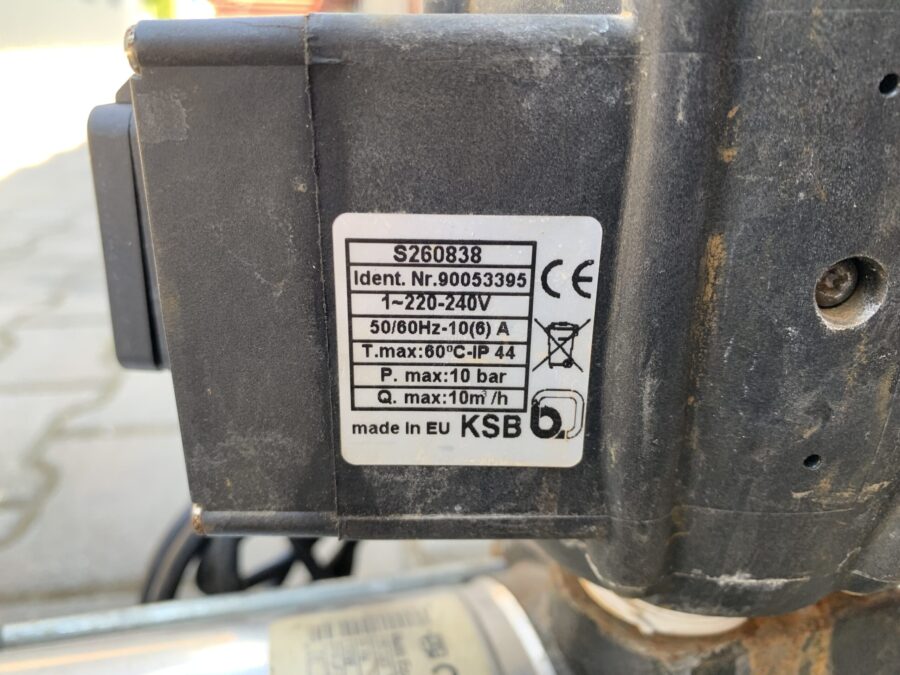 S260838
Ident. Nr.90053395
1~220-240V
50/60Hz-10(6) A
T.max:60°C-IP 44
P. max:10 bar
Q. max:10m³/h
made in EU KSB
CE